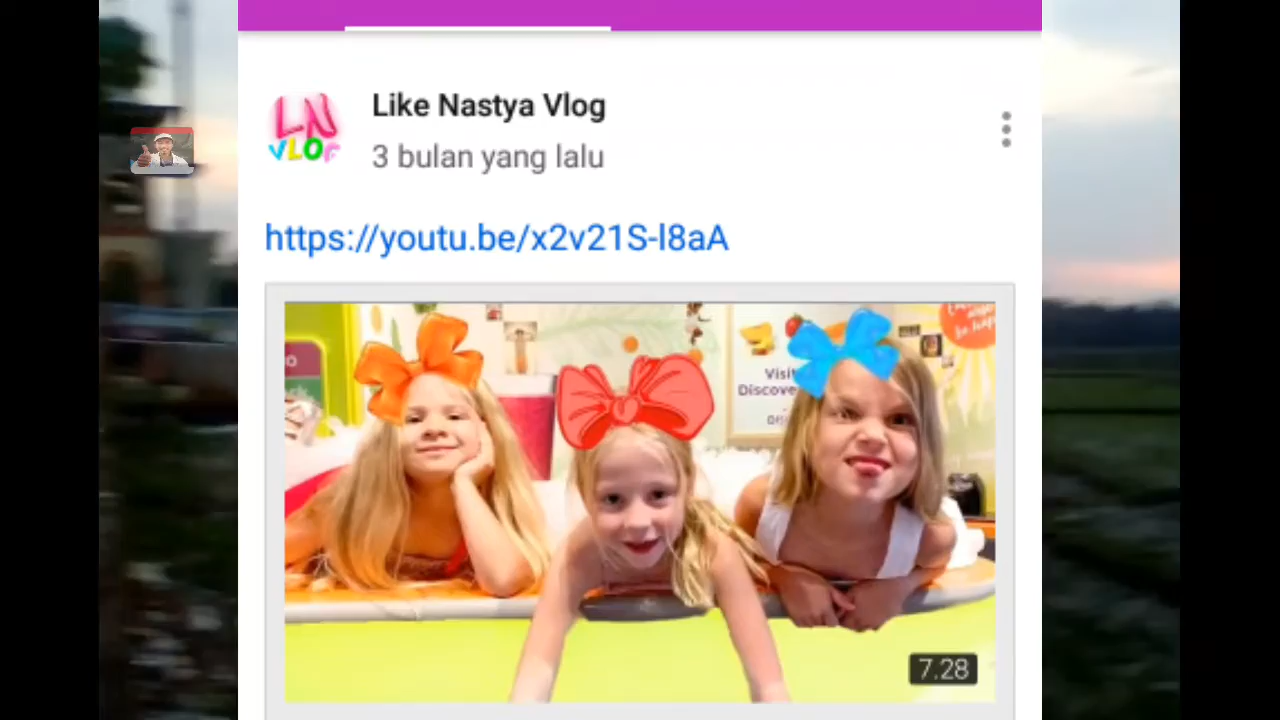 LN
VLOG
Like Nastya Vlog
3 bulan yang lalu
https://youtu.be/x2v21S-l8aA
Visit
Discove
7.28